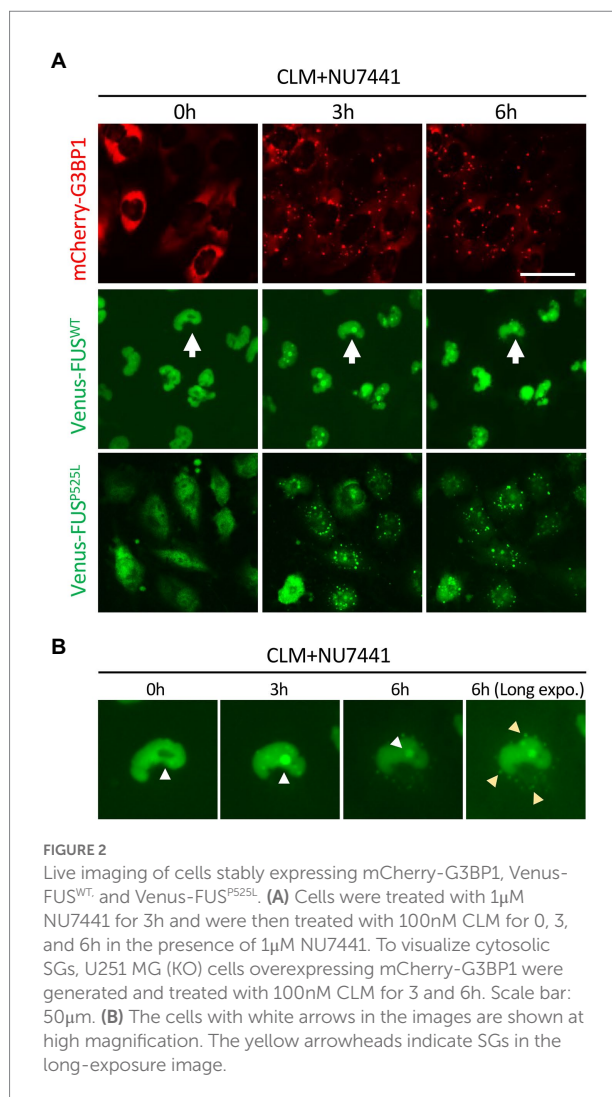 A
CLM+NU7441
0h 3h 6h
mCherry-G3BP1
Venus-FUSWT
Venus-FUSP525L
B
CLM+NU7441
0h 3h 6h 6h (Long expo.)
FIGURE 2
Live imaging of cells stably expressing mCherry-G3BP1, Venus-
FUSWT, and Venus-FUSP525L. (A) Cells were treated with 1μM
NU7441 for 3h and were then treated with 100nM CLM for 0, 3,
and 6h in the presence of 1μM NU7441. To visualize cytosolic
SGs, U251 MG (KO) cells overexpressing mCherry-G3BP1 were
generated and treated with 100nM CLM for 3 and 6h. Scale bar:
50μm. (B) The cells with white arrows in the images are shown at
high magnification. The yellow arrowheads indicate SGs in the
long-exposure image.